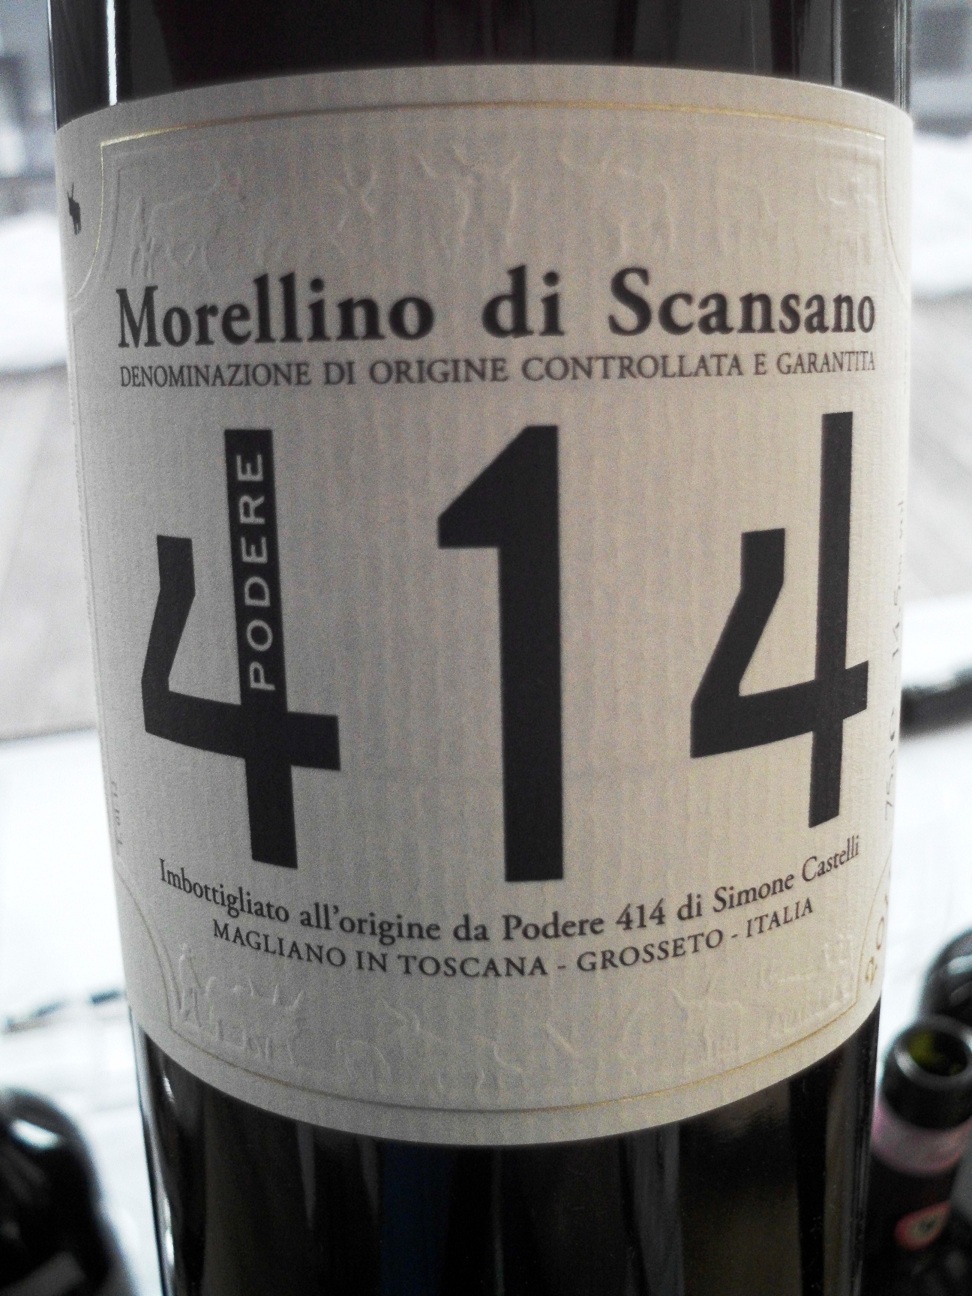 Morellino di Scansano
DENOMINAZIONE DI ORIGINE CONTROLLATA E GARANTITA
PODERE
414
Imbottigliato all'origine da Podere 414 di Simone Castelli
MAGLIANO IN TOSCANA - GROSSETO - ITALIA